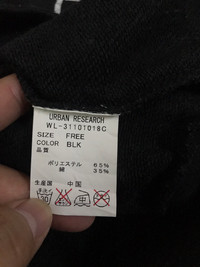 URBAN RESEARCH
WL-31101018C
SIZE FREE
COLOR BLK
品質
ポリエステル 65%
綿 35%
生産国 中国